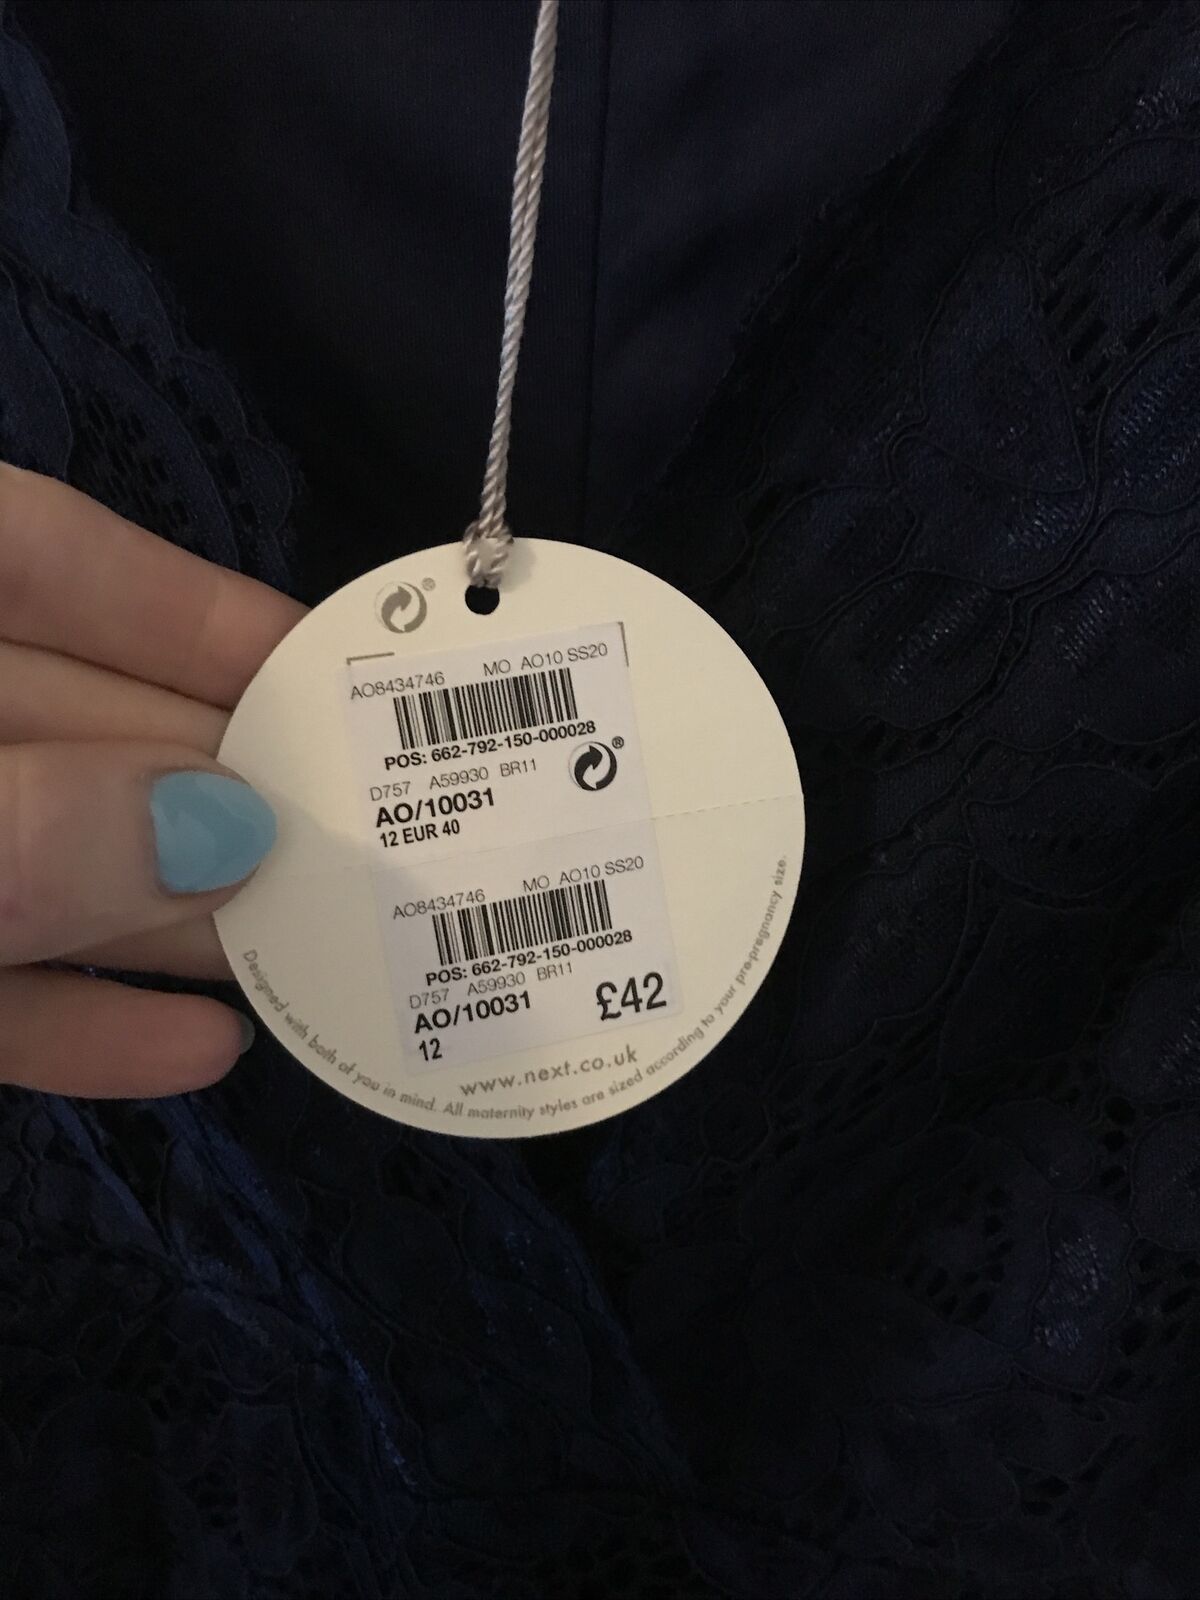 ®
AO8434746 MO AO10 SS20
POS: 662-792-150-000028
®
D757 A59930 BR11
AO/10031
12 EUR 40
AO8434746 MO AO10 SS20
POS: 662-792-150-000028
D757 A59930 BR11
AO/10031 £42
12
www.next.co.uk
Designed with both of you in mind. All maternity styles are sized according to your pre-pregnancy size.